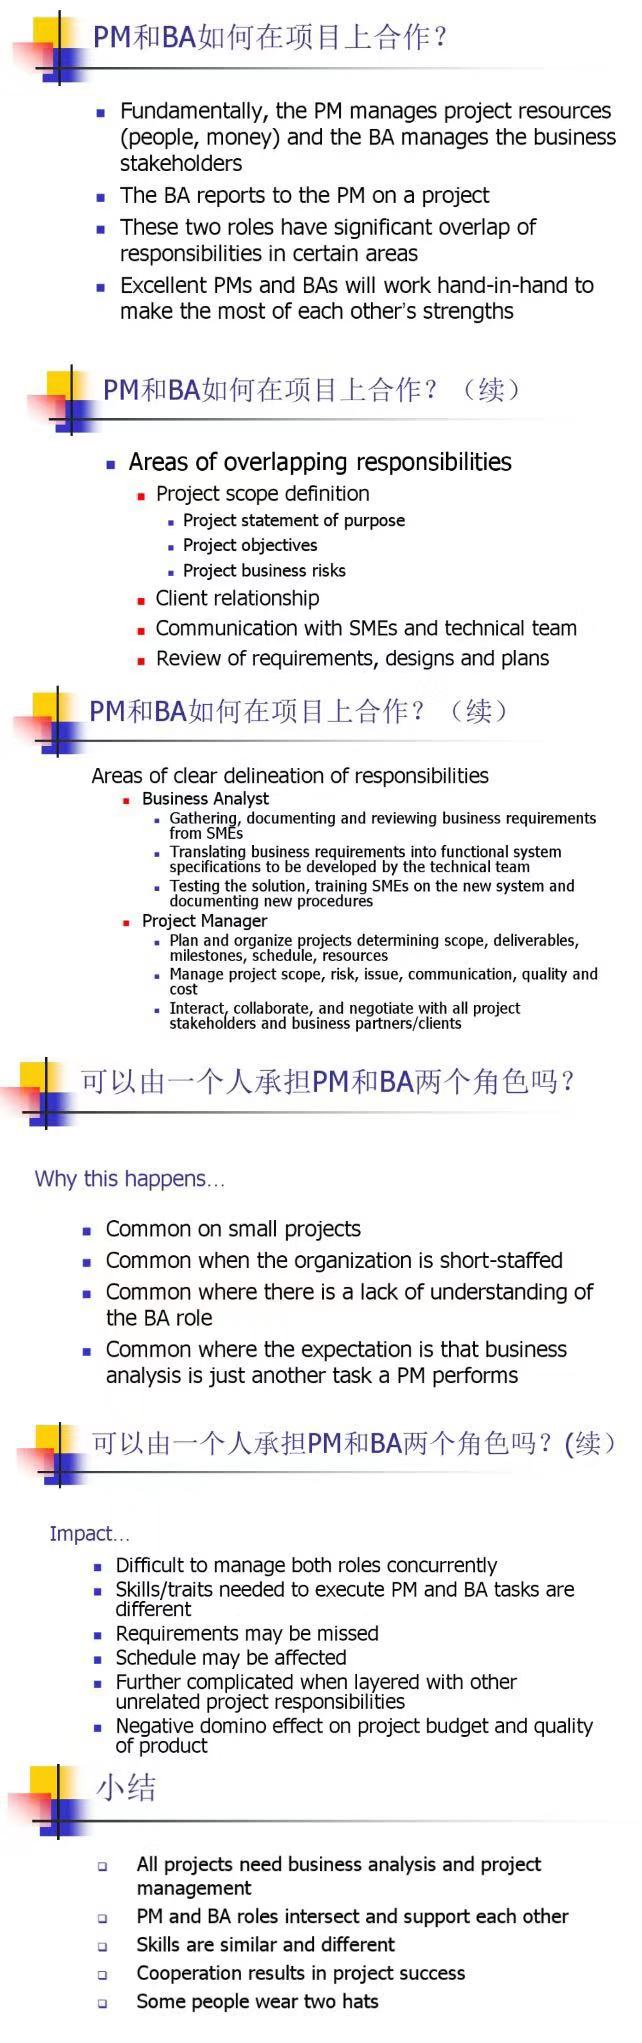 PM和BA如何在项目上合作？
Fundamentally, the PM manages project resources
(people, money) and the BA manages the business
stakeholders
The BA reports to the PM on a project
These two roles have significant overlap of
responsibilities in certain areas
Excellent PMs and BAs will work hand-in-hand to
make the most of each other’s strengths
PM和BA如何在项目上合作？（续）
Areas of overlapping responsibilities
Project scope definition
Project statement of purpose
Project objectives
Project business risks
Client relationship
Communication with SMEs and technical team
Review of requirements, designs and plans
PM和BA如何在项目上合作？（续）
Areas of clear delineation of responsibilities
Business Analyst
Gathering, documenting and reviewing business requirements
from SMEs
Translating business requirements into functional system
specifications to be developed by the technical team
Testing the solution, training SMEs on the new system and
documenting new procedures
Project Manager
Plan and organize projects determining scope, deliverables,
milestones, schedule, resources
Manage project scope, risk, issue, communication, quality and
cost
Interact, collaborate, and negotiate with all project
stakeholders and business partners/clients
可以由一个人承担PM和BA两个角色吗？
Why this happens…
Common on small projects
Common when the organization is short-staffed
Common where there is a lack of understanding of
the BA role
Common where the expectation is that business
analysis is just another task a PM performs
可以由一个人承担PM和BA两个角色吗？(续）
Impact…
Difficult to manage both roles concurrently
Skills/traits needed to execute PM and BA tasks are
different
Requirements may be missed
Schedule may be affected
Further complicated when layered with other
unrelated project responsibilities
Negative domino effect on project budget and quality
of product
小结
All projects need business analysis and project
management
PM and BA roles intersect and support each other
Skills are similar and different
Cooperation results in project success
Some people wear two hats